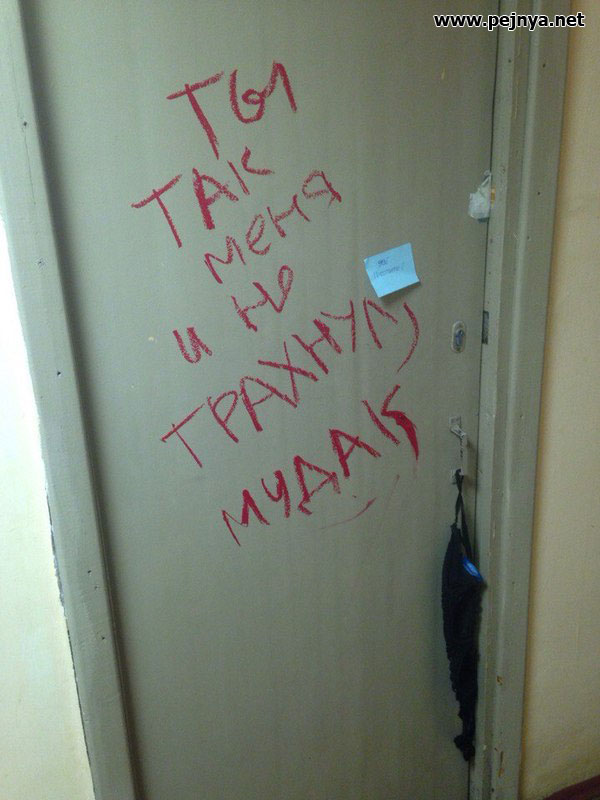 www.pejnya.net
ты
так
меня
и не
трахнул,
мудак